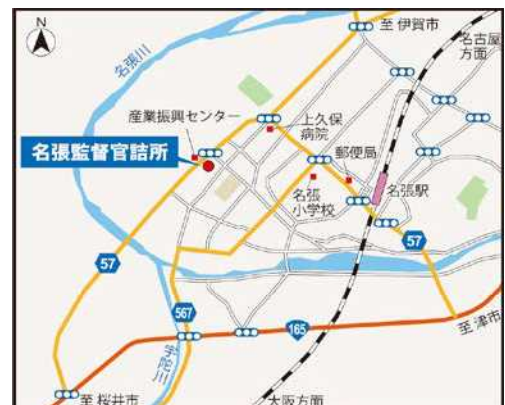 N
至 伊賀市
名古屋
方面
名張川
産業振興センター
上久保
病院
名張監督官詰所
郵便局
名張
小学校
名張駅
57
57
567
165
宇陀川
至 津市
至 桜井市
大阪方面